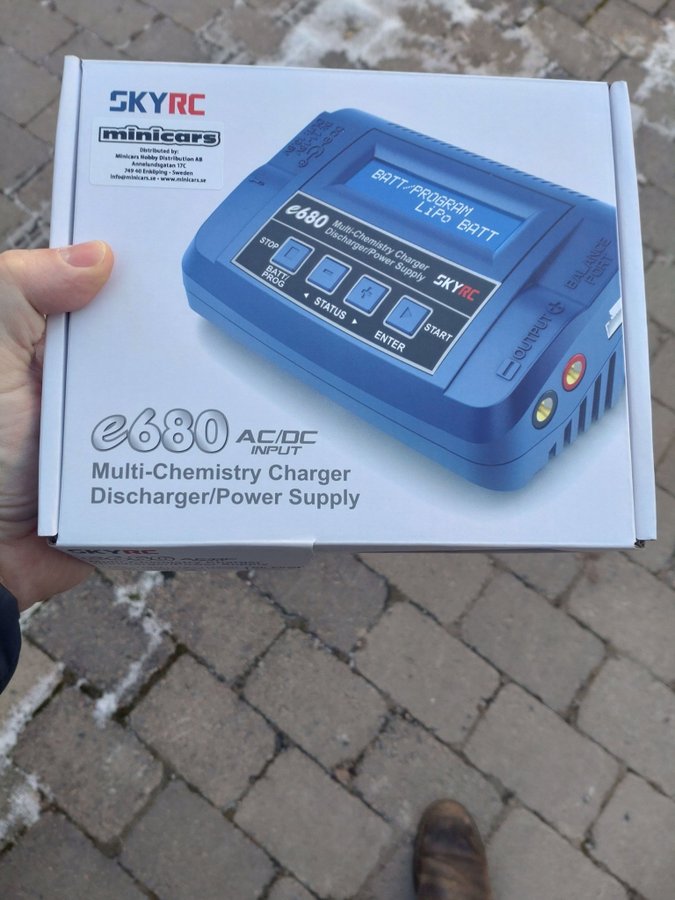 SKYRC
minicars
Distributed by:
Minicars Hobby Distribution AB
Annelundsgatan 17C
749 40 Enköping - Sweden
info@minicars.se - www.minicars.se
BATT/PROGRAM
LiPo BATT
e680 Multi-Chemistry Charger
Discharger/Power Supply
SKYRC
STOP
BATT/
PROG
◄ STATUS ►
START
ENTER
OUTPUT
BALANCE
PORT
e680 AC/DC
INPUT
Multi-Chemistry Charger
Discharger/Power Supply
SKYRC